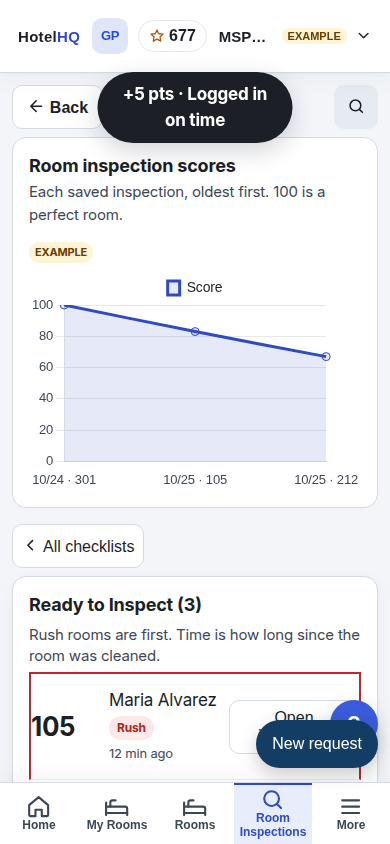 HotelHQ GP 677 MSP... EXAMPLE
+5 pts · Logged in
on time
Back
Room inspection scores
Each saved inspection, oldest first. 100 is a
perfect room.
EXAMPLE
Score
100
80
60
40
20
0
10/24 · 301 10/25 · 105 10/25 · 212
All checklists
Ready to Inspect (3)
Rush rooms are first. Time is how long since the
room was cleaned.
105
Maria Alvarez
Rush
12 min ago
Open
New request
Home My Rooms Rooms Room Inspections More